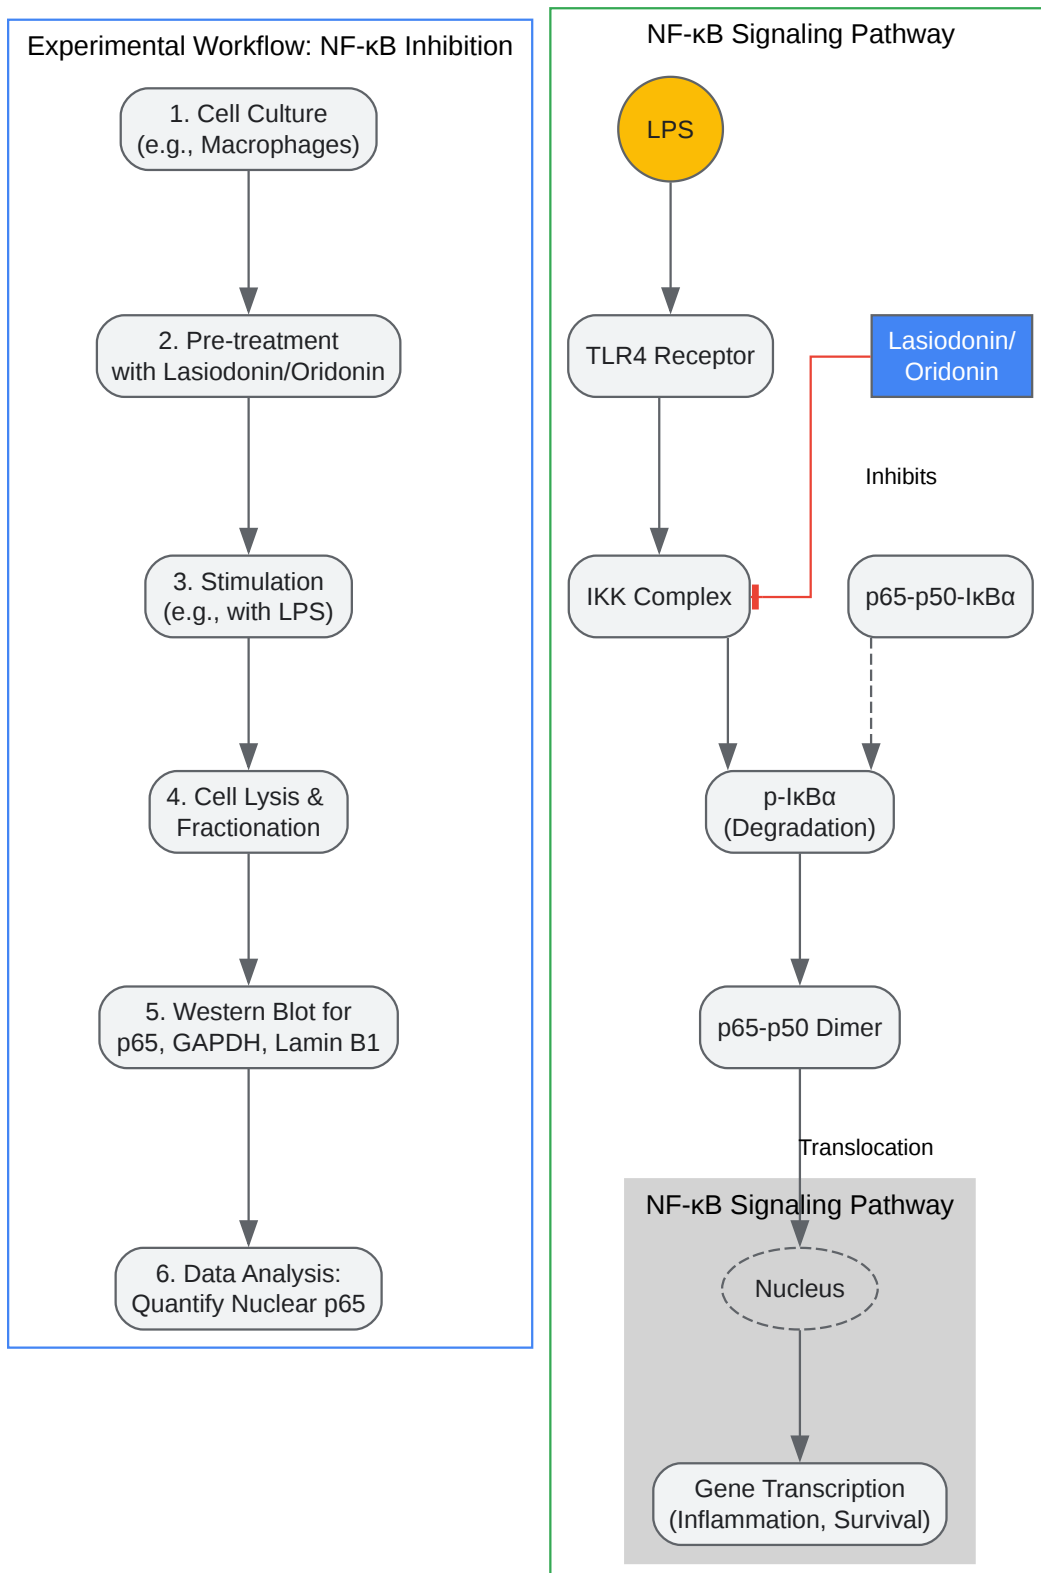 Experimental Workflow: NF-κB Inhibition
1. Cell Culture
(e.g., Macrophages)
2. Pre-treatment
with Lasiodonin/Oridonin
3. Stimulation
(e.g., with LPS)
4. Cell Lysis &
Fractionation
5. Western Blot for
p65, GAPDH, Lamin B1
6. Data Analysis:
Quantify Nuclear p65
NF-κB Signaling Pathway
LPS
TLR4 Receptor
Lasiodonin/
Oridonin
Inhibits
IKK Complex
p65-p50-IκBα
p-IκBα
(Degradation)
p65-p50 Dimer
Translocation
NF-κB Signaling Pathway
Nucleus
Gene Transcription
(Inflammation, Survival)